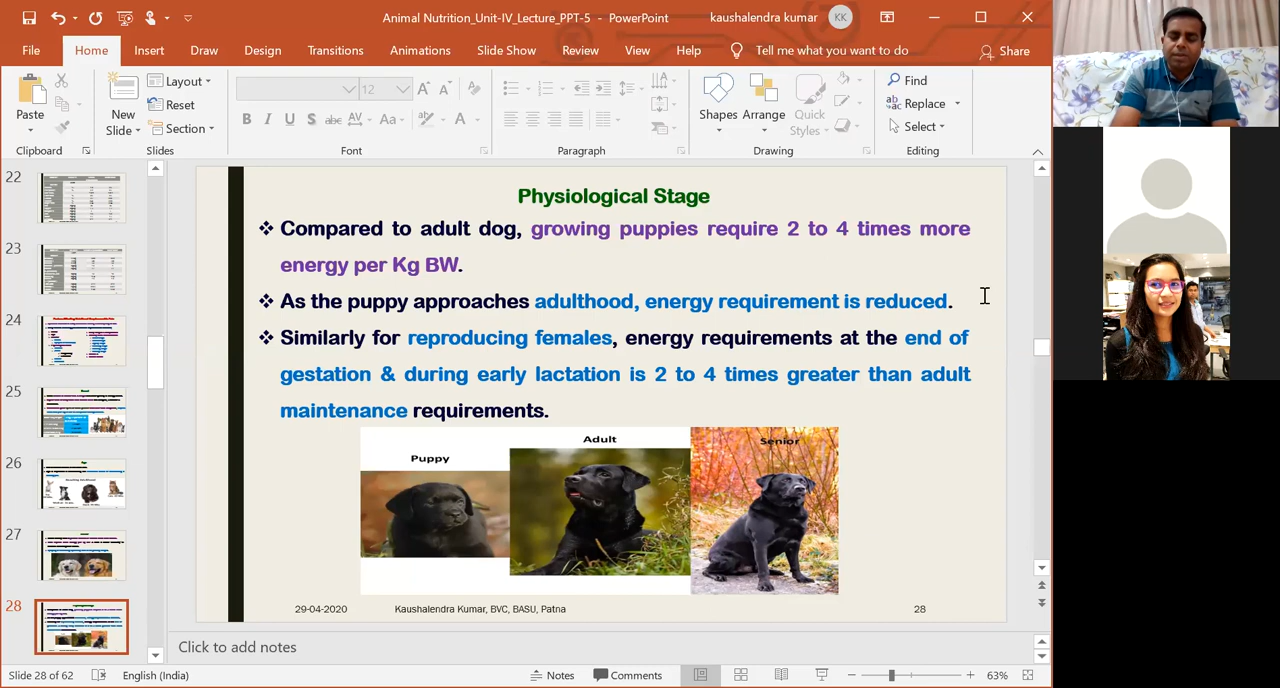 Animal Nutrition_Unit-IV_Lecture_PPT-5 - PowerPoint
kaushalendra kumar
KK
File Home Insert Draw Design Transitions Animations Slide Show Review View Help Tell me what you want to do Share
Paste
Clipboard
New Slide
Layout
Reset
Section
Slides
12
A A
B I U S abc AV Aa A
Font
Paragraph
Shapes
Arrange
Quick Styles
Drawing
Find
Replace
Select
Editing
22
23
24
25
26
27
28
Physiological Stage
❖ Compared to adult dog, growing puppies require 2 to 4 times more
energy per Kg BW.
❖ As the puppy approaches adulthood, energy requirement is reduced.
❖ Similarly for reproducing females, energy requirements at the end of
gestation & during early lactation is 2 to 4 times greater than adult
maintenance requirements.
Puppy
Adult
Senior
29-04-2020 Kaushalendra Kumar, BVC, BASU, Patna 28
Click to add notes
Slide 28 of 62 English (India) Notes Comments 63%